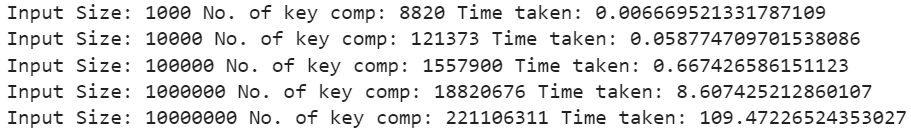 Input Size: 1000 No. of key comp: 8820 Time taken: 0.006669521331787109
Input Size: 10000 No. of key comp: 121373 Time taken: 0.058774709701538086
Input Size: 100000 No. of key comp: 1557900 Time taken: 0.667426586151123
Input Size: 1000000 No. of key comp: 18820676 Time taken: 8.607425212860107
Input Size: 10000000 No. of key comp: 221106311 Time taken: 109.47226524353027